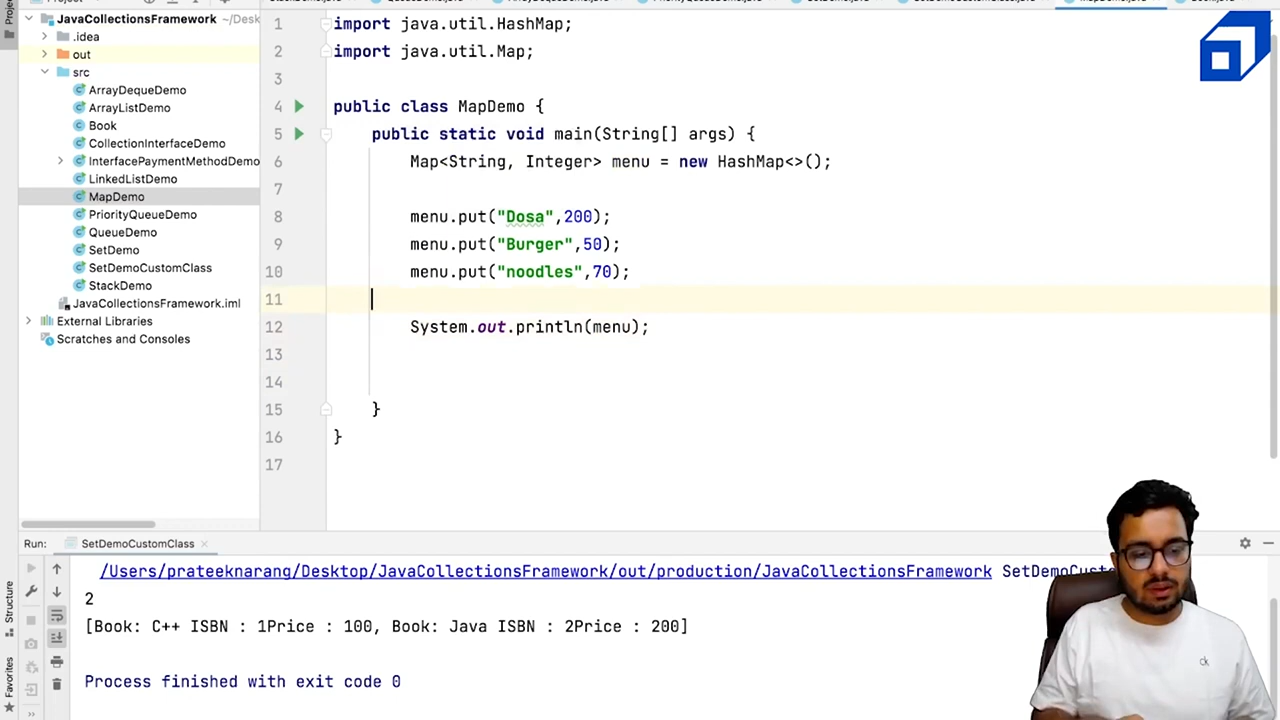 JavaCollectionsFramework ~/Desk
.idea
out
src
ArrayDequeDemo
ArrayListDemo
Book
CollectionInterfaceDemo
InterfacePaymentMethodDemo
LinkedListDemo
MapDemo
PriorityQueueDemo
QueueDemo
SetDemo
SetDemoCustomClass
StackDemo
JavaCollectionsFramework.iml
External Libraries
Scratches and Consoles
1 import java.util.HashMap;
2 import java.util.Map;
3
4 public class MapDemo {
5 public static void main(String[] args) {
6 Map<String, Integer> menu = new HashMap<>();
7
8 menu.put("Dosa",200);
9 menu.put("Burger",50);
10 menu.put("noodles",70);
11
12 System.out.println(menu);
13
14
15 }
16 }
17
Run: SetDemoCustomClass
/Users/prateeknarang/Desktop/JavaCollectionsFramework/out/production/JavaCollectionsFramework SetDemoCusto
2
[Book: C++ ISBN : 1Price : 100, Book: Java ISBN : 2Price : 200]
Process finished with exit code 0
Structure
Favorites
ck